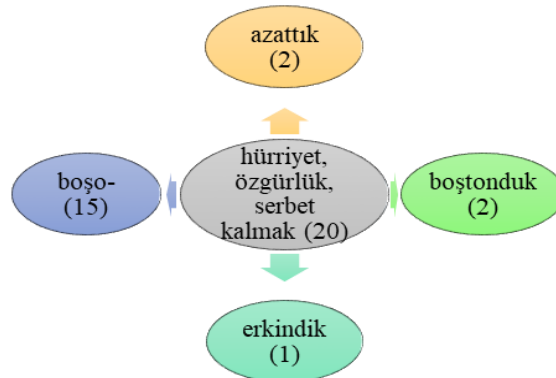 azattık
(2)
boşo-
(15)
hürriyet,
özgürlük,
serbet
kalmak (20)
boştonduk
(2)
erkindik
(1)